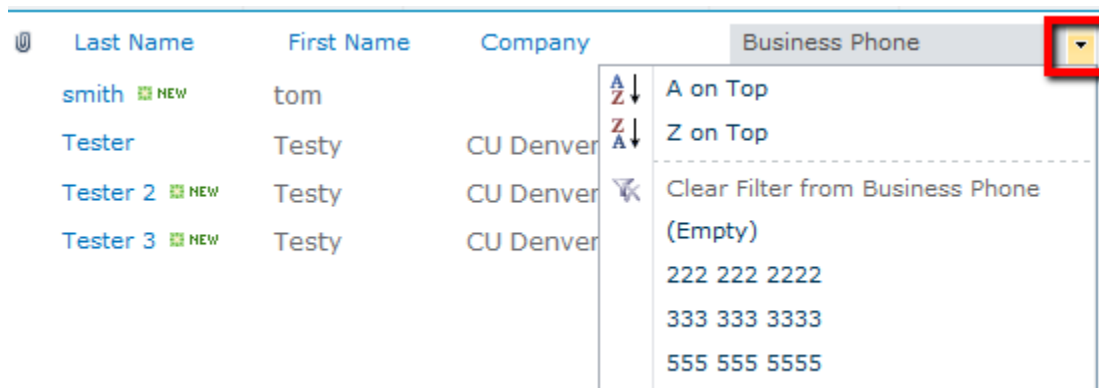 Last Name First Name Company Business Phone
smith NEW tom
A on Top
Tester Testy CU Denver
Z on Top
Tester 2 NEW Testy CU Denver
Clear Filter from Business Phone
(Empty)
Tester 3 NEW Testy CU Denver
222 222 2222
333 333 3333
555 555 5555